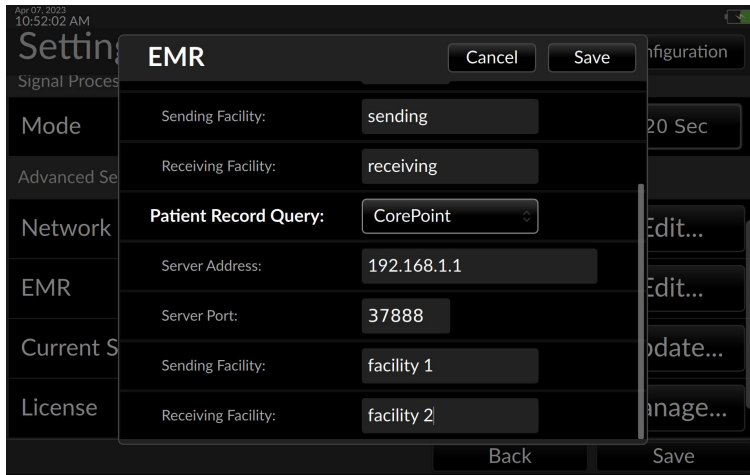 Apr 07, 2023
10:52:02 AM
Setting
nfiguration
Signal Proces
Mode
20 Sec
Advanced Se
Network
Edit...
EMR
Edit...
Current S
pdate...
License
anage...
Back
Save
EMR
Cancel
Save
Sending Facility:
sending
Receiving Facility:
receiving
Patient Record Query:
CorePoint
Server Address:
192.168.1.1
Server Port:
37888
Sending Facility:
facility 1
Receiving Facility:
facility 2